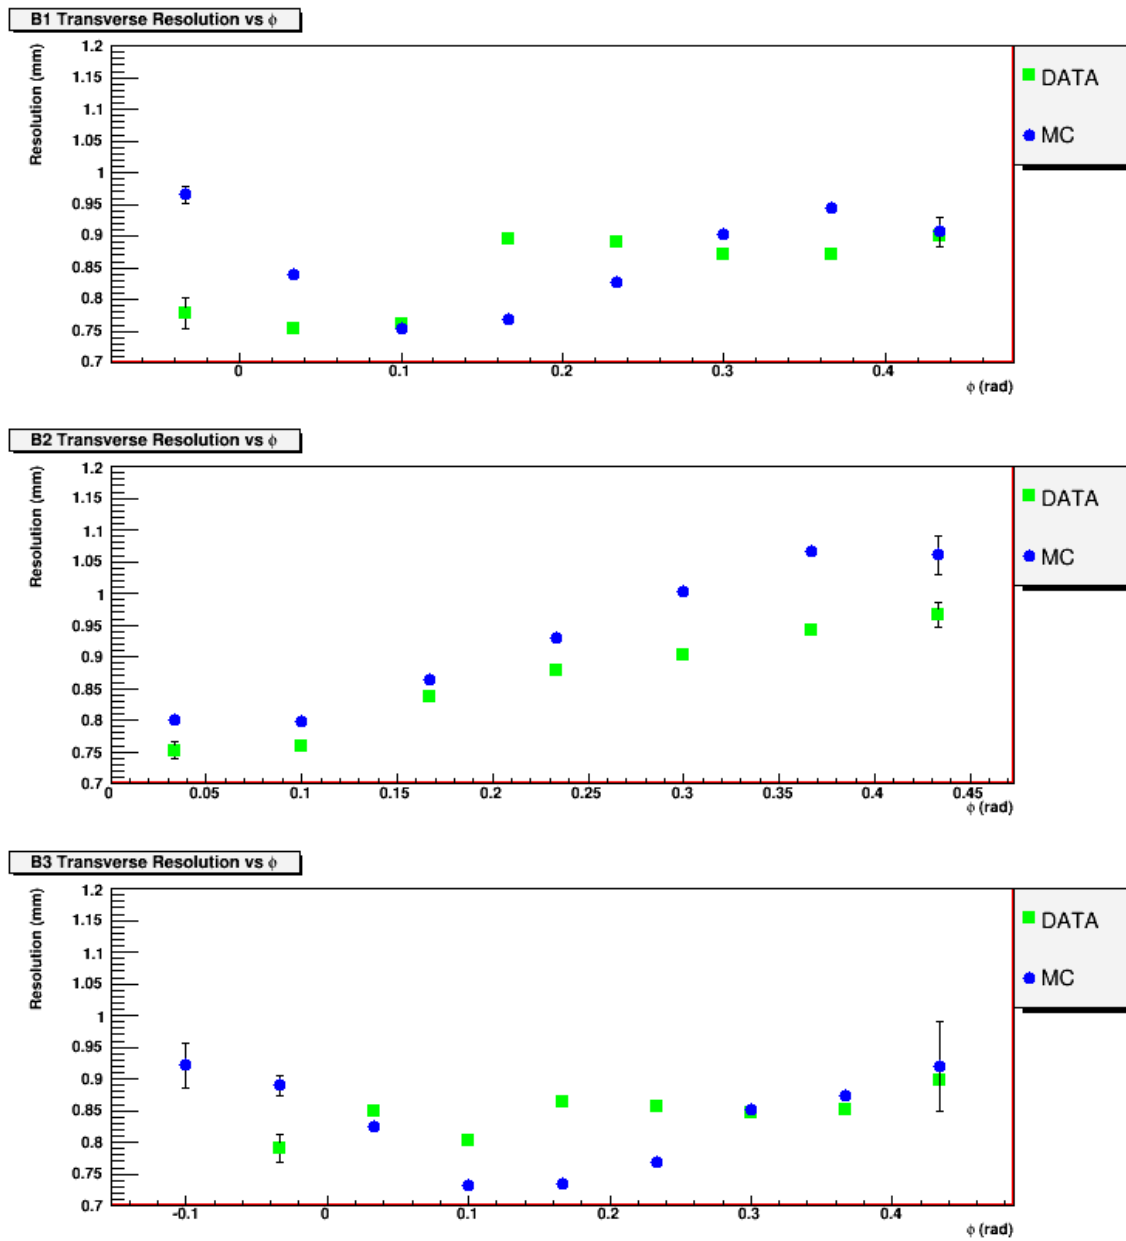 B1 Transverse Resolution vs ϕ
Resolution (mm)
1.2
1.15
1.1
1.05
1
0.95
0.9
0.85
0.8
0.75
0.7
0 0.1 0.2 0.3 0.4
ϕ (rad)
DATA
MC
B2 Transverse Resolution vs ϕ
Resolution (mm)
1.2
1.15
1.1
1.05
1
0.95
0.9
0.85
0.8
0.75
0.7
0 0.05 0.1 0.15 0.2 0.25 0.3 0.35 0.4 0.45
ϕ (rad)
DATA
MC
B3 Transverse Resolution vs ϕ
Resolution (mm)
1.2
1.15
1.1
1.05
1
0.95
0.9
0.85
0.8
0.75
0.7
-0.1 0 0.1 0.2 0.3 0.4
ϕ (rad)
DATA
MC